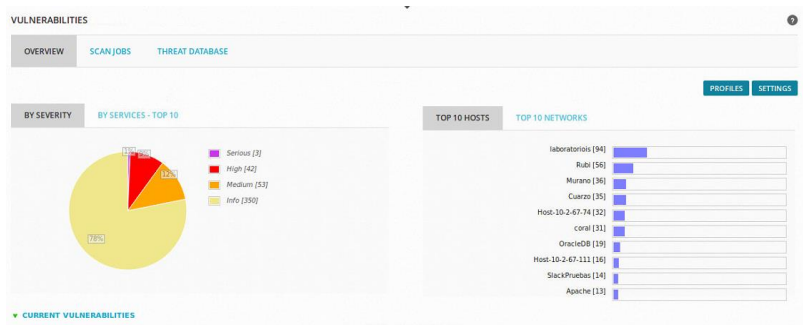 VULNERABILITIES
OVERVIEW SCAN JOBS THREAT DATABASE
PROFILES SETTINGS
BY SEVERITY BY SERVICES - TOP 10
1%
12%
78%
Serious [3]
High [42]
Medium [53]
Info [350]
TOP 10 HOSTS TOP 10 NETWORKS
laboratoriois [94]
Rubi [56]
Murano [36]
Cuarzo [35]
Host-10-2-67-74 [32]
coral [31]
OracleDB [19]
Host-10-2-67-111 [16]
SlackPruebas [14]
Apache [13]
CURRENT VULNERABILITIES